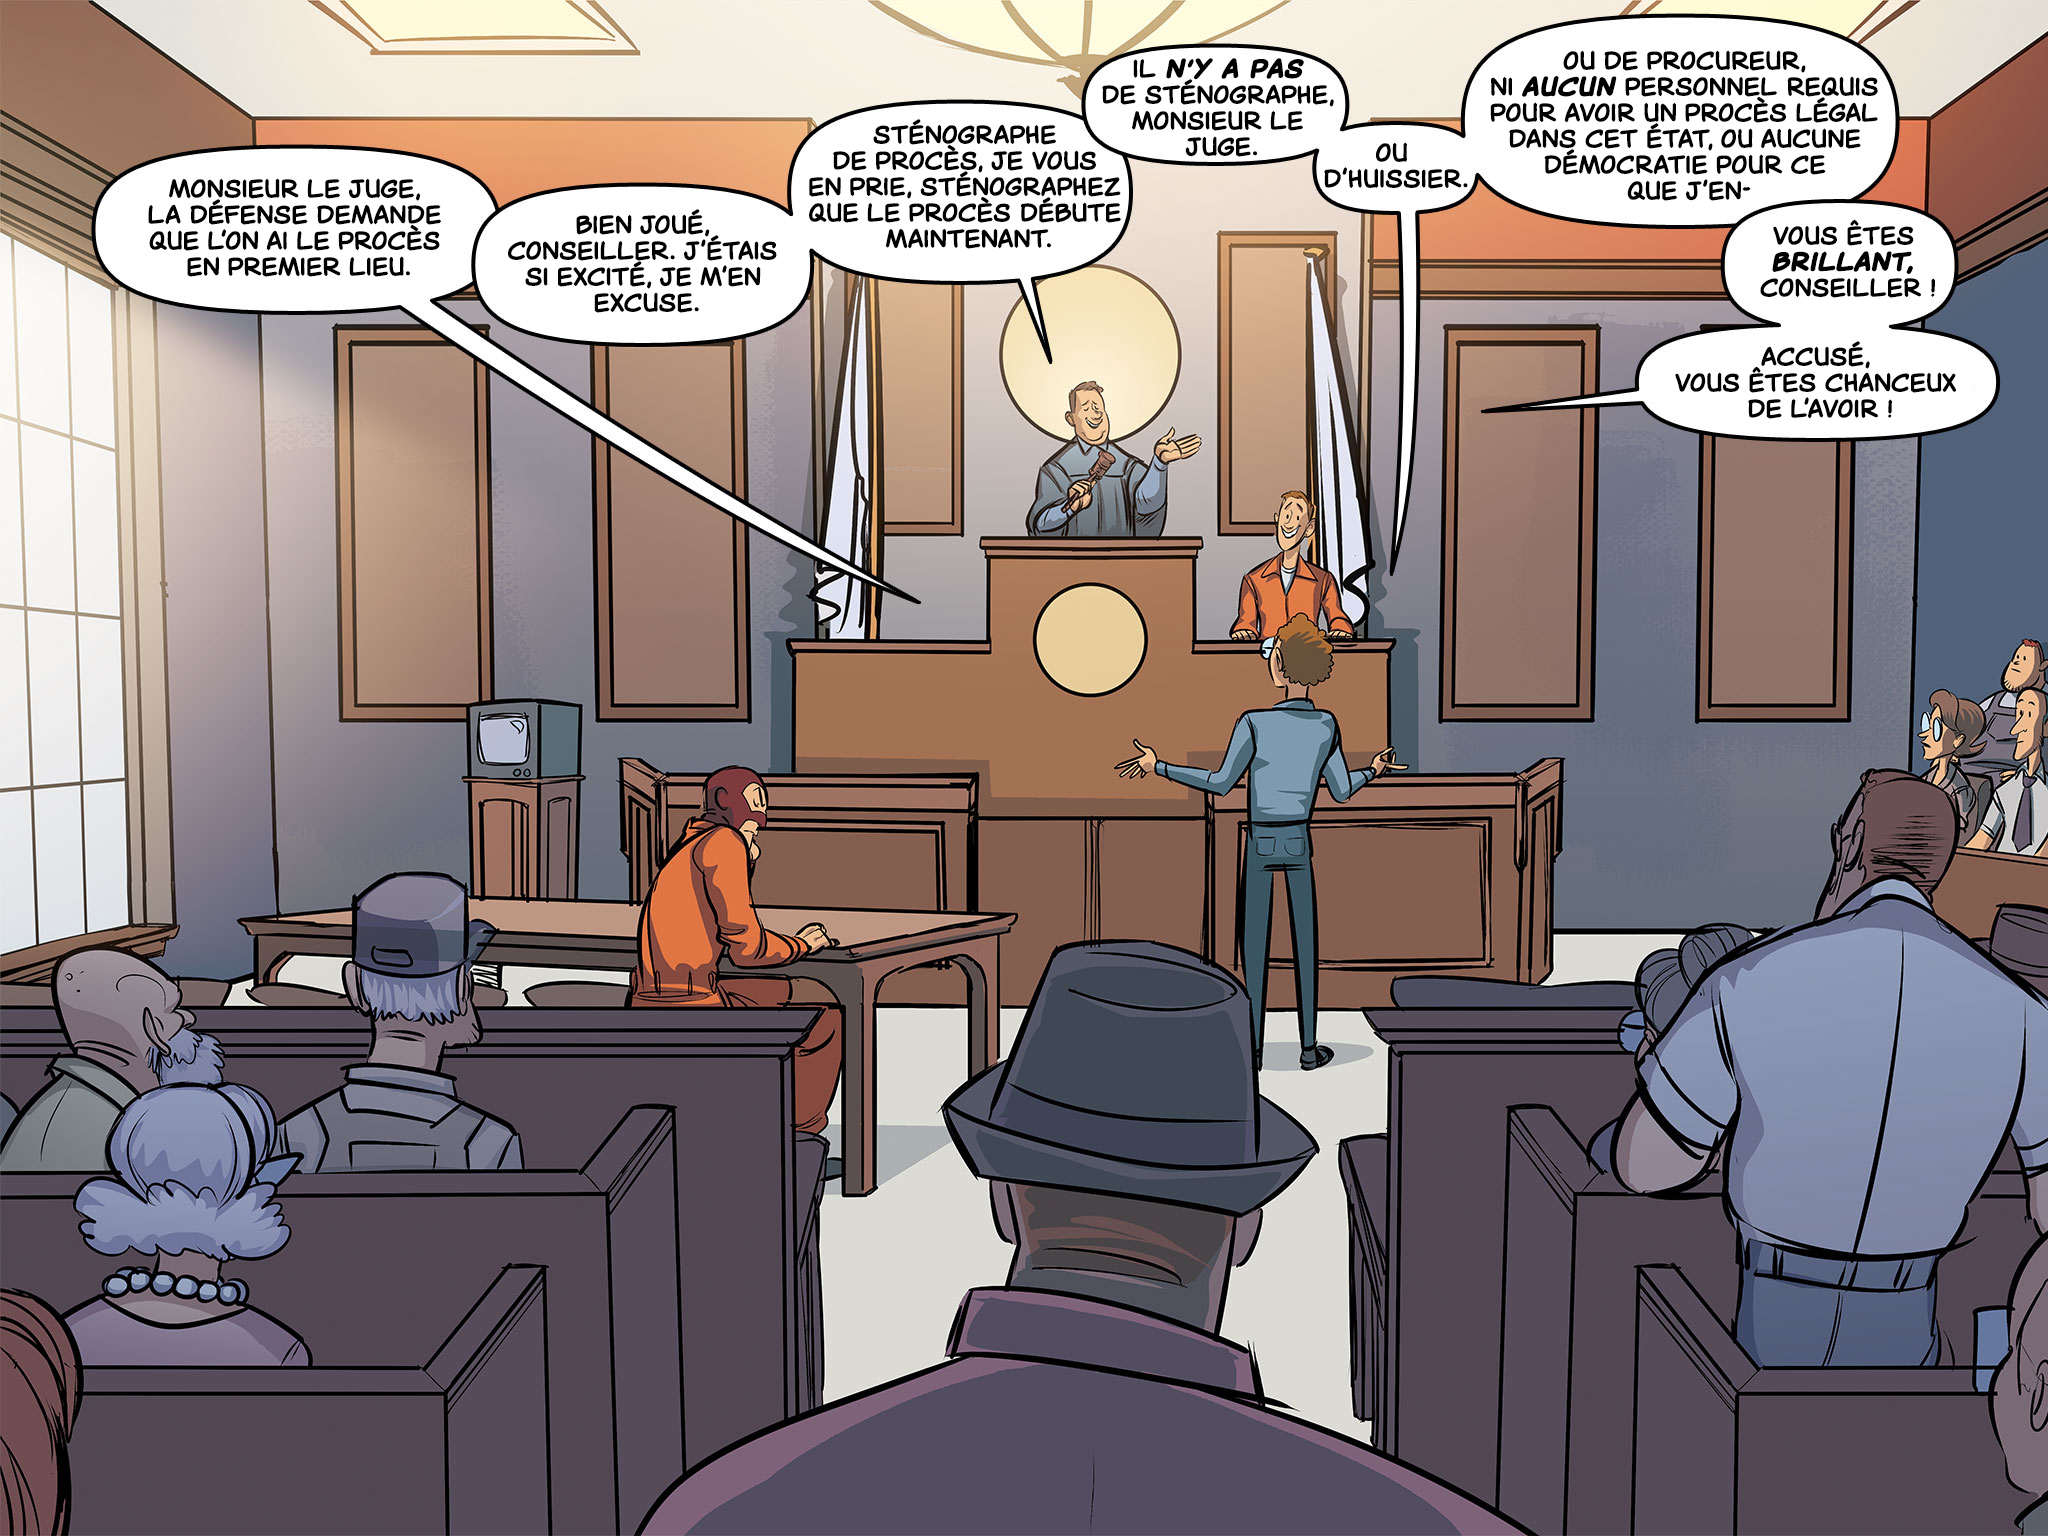 MONSIEUR LE JUGE,
LA DÉFENSE DEMANDE
QUE L'ON AI LE PROCÈS
EN PREMIER LIEU.
BIEN JOUÉ,
CONSEILLER. J'ÉTAIS
SI EXCITÉ, JE M'EN
EXCUSE.
STÉNOGRAPHE
DE PROCÈS, JE VOUS
EN PRIE, STÉNOGRAPHEZ
QUE LE PROCÈS DÉBUTE
MAINTENANT.
IL N'Y A PAS
DE STÉNOGRAPHE,
MONSIEUR LE
JUGE.
OU
D'HUISSIER.
OU DE PROCUREUR,
NI AUCUN PERSONNEL REQUIS
POUR AVOIR UN PROCÈS LÉGAL
DANS CET ÉTAT, OU AUCUNE
DÉMOCRATIE POUR CE
QUE J'EN-
VOUS ÊTES
BRILLANT,
CONSEILLER !
ACCUSÉ,
VOUS ÊTES CHANCEUX
DE L'AVOIR !